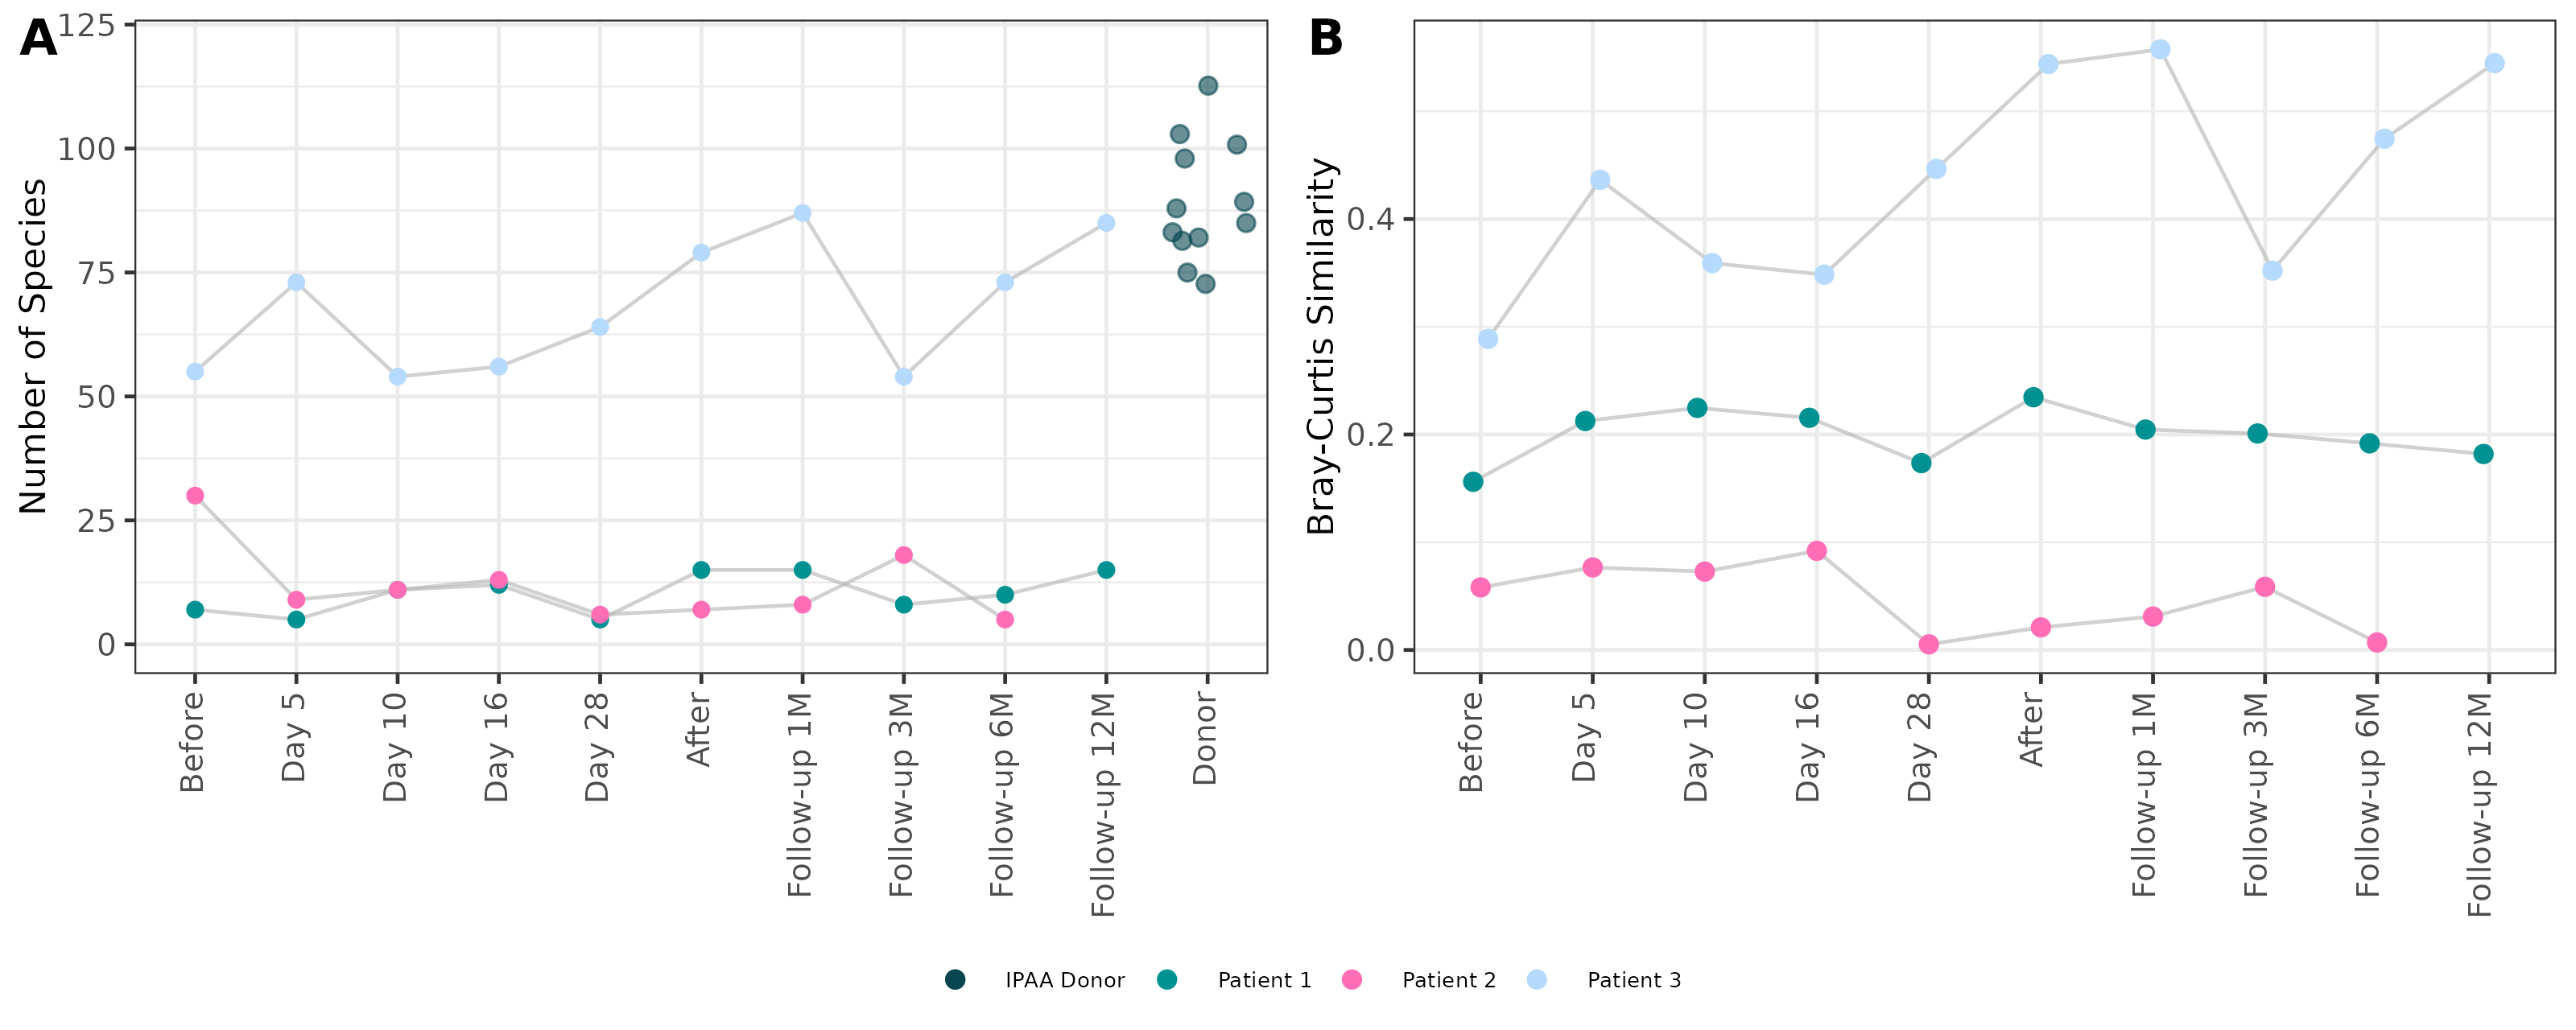 A
Number of Species
125
100
75
50
25
0
Before
Day 5
Day 10
Day 16
Day 28
After
Follow-up 1M
Follow-up 3M
Follow-up 6M
Follow-up 12M
Donor
B
Bray-Curtis Similarity
0.4
0.2
0.0
Before
Day 5
Day 10
Day 16
Day 28
After
Follow-up 1M
Follow-up 3M
Follow-up 6M
Follow-up 12M
IPAA Donor Patient 1 Patient 2 Patient 3